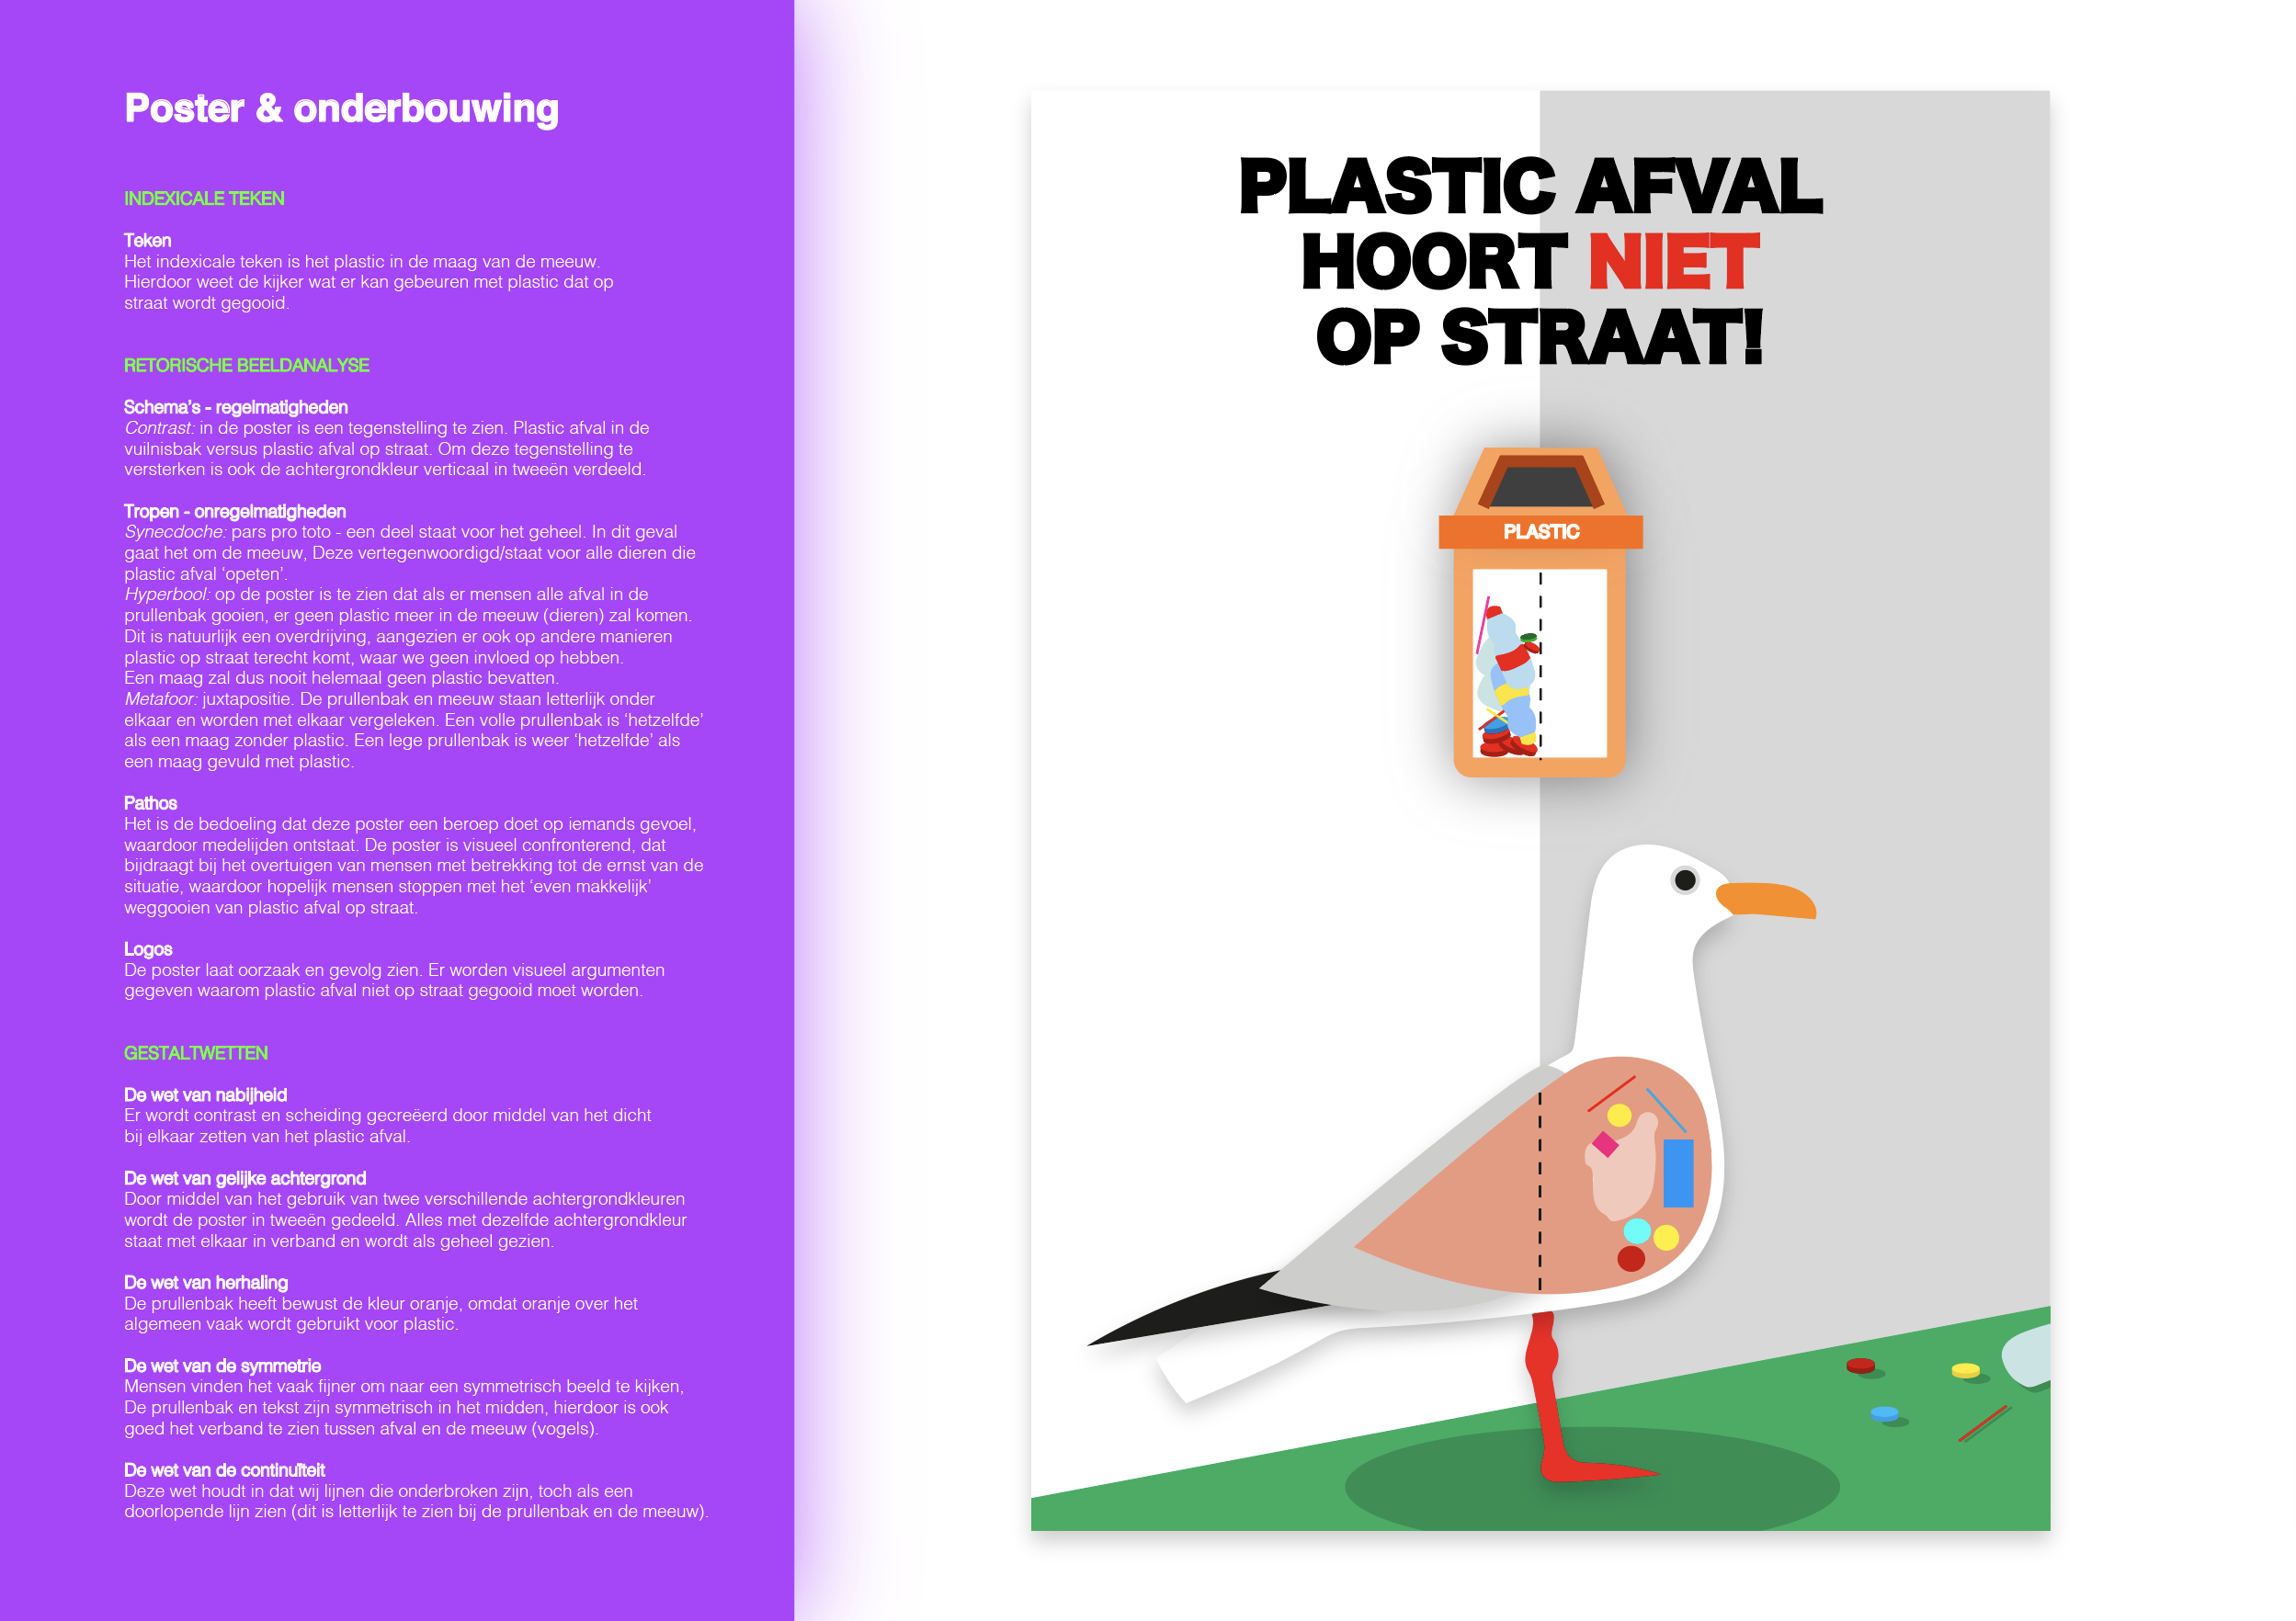 Poster & onderbouwing
INDEXICALE TEKEN
Teken
Het indexicale teken is het plastic in de maag van de meeuw.
Hierdoor weet de kijker wat er kan gebeuren met plastic dat op
straat wordt gegooid.
RETORISCHE BEELDANALYSE
Schema's - regelmatigheden
Contrast: in de poster is een tegenstelling te zien. Plastic afval in de
vuilnisbak versus plastic afval op straat. Om deze tegenstelling te
versterken is ook de achtergrondkleur verticaal in tweeën verdeeld.
Tropen - onregelmatigheden
Synecdoche: pars pro toto - een deel staat voor het geheel. In dit geval
gaat het om de meeuw, Deze vertegenwoordigd/staat voor alle dieren die
plastic afval ‘opeten’.
Hyperbool: op de poster is te zien dat als er mensen alle afval in de
prullenbak gooien, er geen plastic meer in de meeuw (dieren) zal komen.
Dit is natuurlijk een overdrijving, aangezien er ook op andere manieren
plastic op straat terecht komt, waar we geen invloed op hebben.
Een maag zal dus nooit helemaal geen plastic bevatten.
Metafoor: juxtapositie. De prullenbak en meeuw staan letterlijk onder
elkaar en worden met elkaar vergeleken. Een volle prullenbak is ‘hetzelfde’
als een maag zonder plastic. Een lege prullenbak is weer ‘hetzelfde’ als
een maag gevuld met plastic.
Pathos
Het is de bedoeling dat deze poster een beroep doet op iemands gevoel,
waardoor medelijden ontstaat. De poster is visueel confronterend, dat
bijdraagt bij het overtuigen van mensen met betrekking tot de ernst van de
situatie, waardoor hopelijk mensen stoppen met het ‘even makkelijk’
weggooien van plastic afval op straat.
Logos
De poster laat oorzaak en gevolg zien. Er worden visueel argumenten
gegeven waarom plastic afval niet op straat gegooid moet worden.
GESTALTWETTEN
De wet van nabijheid
Er wordt contrast en scheiding gecreëerd door middel van het dicht
bij elkaar zetten van het plastic afval.
De wet van gelijke achtergrond
Door middel van het gebruik van twee verschillende achtergrondkleuren
wordt de poster in tweeën gedeeld. Alles met dezelfde achtergrondkleur
staat met elkaar in verband en wordt als geheel gezien.
De wet van herhaling
De prullenbak heeft bewust de kleur oranje, omdat oranje over het
algemeen vaak wordt gebruikt voor plastic.
De wet van de symmetrie
Mensen vinden het vaak fijner om naar een symmetrisch beeld te kijken,
De prullenbak en tekst zijn symmetrisch in het midden, hierdoor is ook
goed het verband te zien tussen afval en de meeuw (vogels).
De wet van de continuïteit
Deze wet houdt in dat wij lijnen die onderbroken zijn, toch als een
doorlopende lijn zien (dit is letterlijk te zien bij de prullenbak en de meeuw).
PLASTIC AFVAL
HOORT NIET
OP STRAAT!
PLASTIC